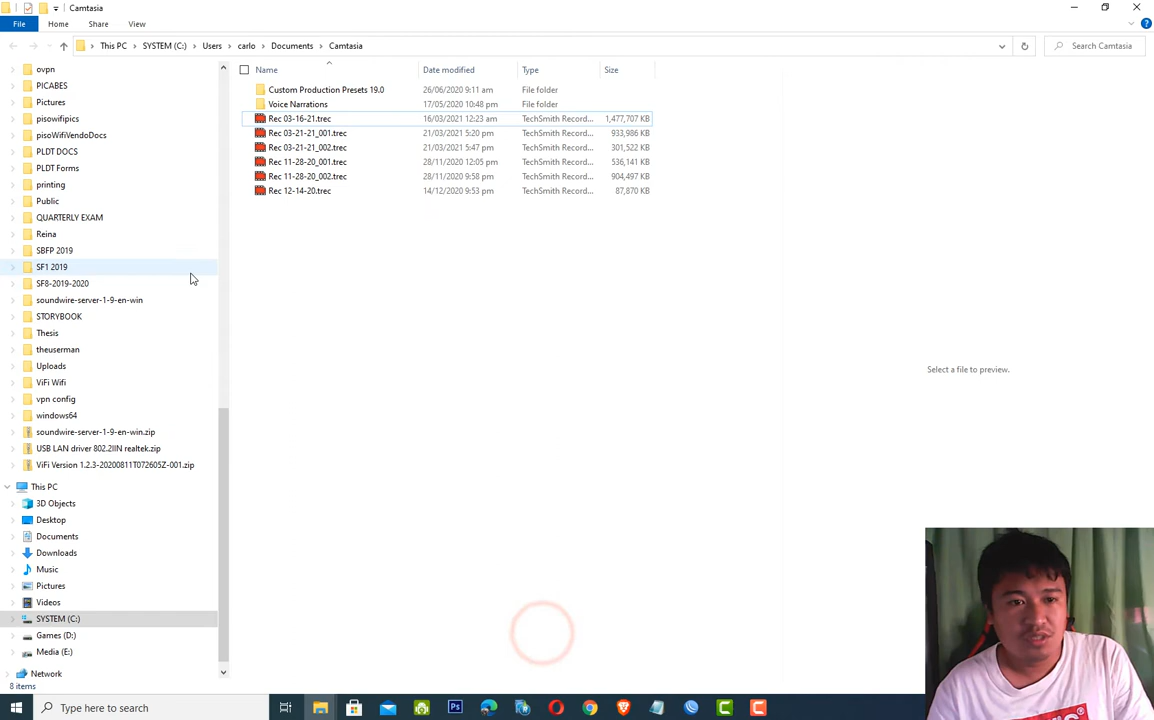 Camtasia
File Home Share View
This PC SYSTEM (C:) Users carlo Documents Camtasia
Search Camtasia
Name Date modified Type Size
Custom Production Presets 19.0 26/06/2020 9:11 am File folder
Voice Narrations 17/05/2020 10:48 pm File folder
Rec 03-16-21.trec 16/03/2021 12:23 am TechSmith Record... 1,477,707 KB
Rec 03-21-21_001.trec 21/03/2021 5:20 pm TechSmith Record... 933,986 KB
Rec 03-21-21_002.trec 21/03/2021 5:47 pm TechSmith Record... 301,522 KB
Rec 11-28-20_001.trec 28/11/2020 12:05 pm TechSmith Record... 536,141 KB
Rec 11-28-20_002.trec 28/11/2020 9:58 pm TechSmith Record... 904,497 KB
Rec 12-14-20.trec 14/12/2020 9:53 pm TechSmith Record... 87,870 KB
ovpn
PICABES
Pictures
pisowifipics
pisoWifiVendoDocs
PLDT DOCS
PLDT Forms
printing
Public
QUARTERLY EXAM
Reina
SBFP 2019
SF1 2019
SF8-2019-2020
soundwire-server-1-9-en-win
STORYBOOK
Thesis
theuserman
Uploads
ViFi Wifi
vpn config
windows64
soundwire-server-1-9-en-win.zip
USB LAN driver 802.2IIN realtek.zip
ViFi Version 1.2.3-20200811T072605Z-001.zip
This PC
3D Objects
Desktop
Documents
Downloads
Music
Pictures
Videos
SYSTEM (C:)
Games (D:)
Media (E:)
Network
8 items
Select a file to preview.
Type here to search
Ps